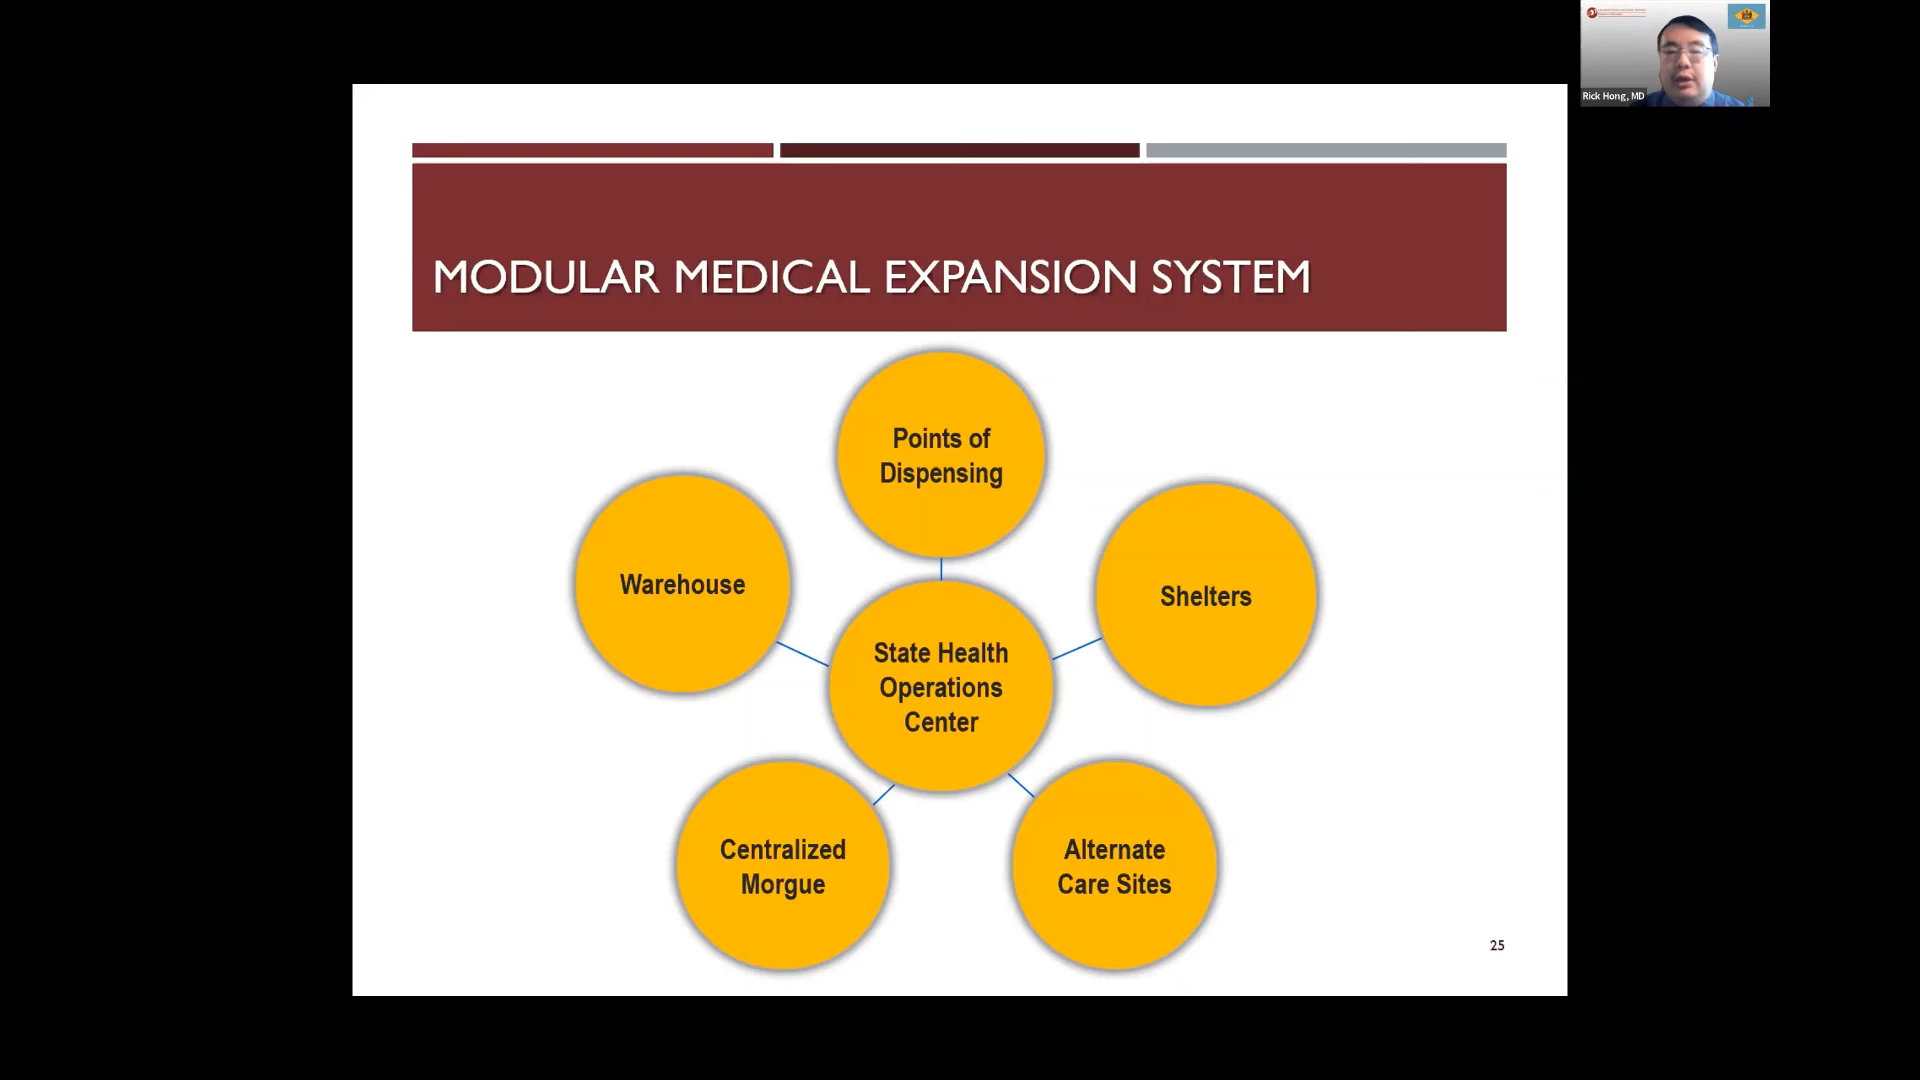 Rick Hong, MD
MODULAR MEDICAL EXPANSION SYSTEM
Points of
Dispensing
Warehouse
Shelters
State Health
Operations
Center
Centralized
Morgue
Alternate
Care Sites
25